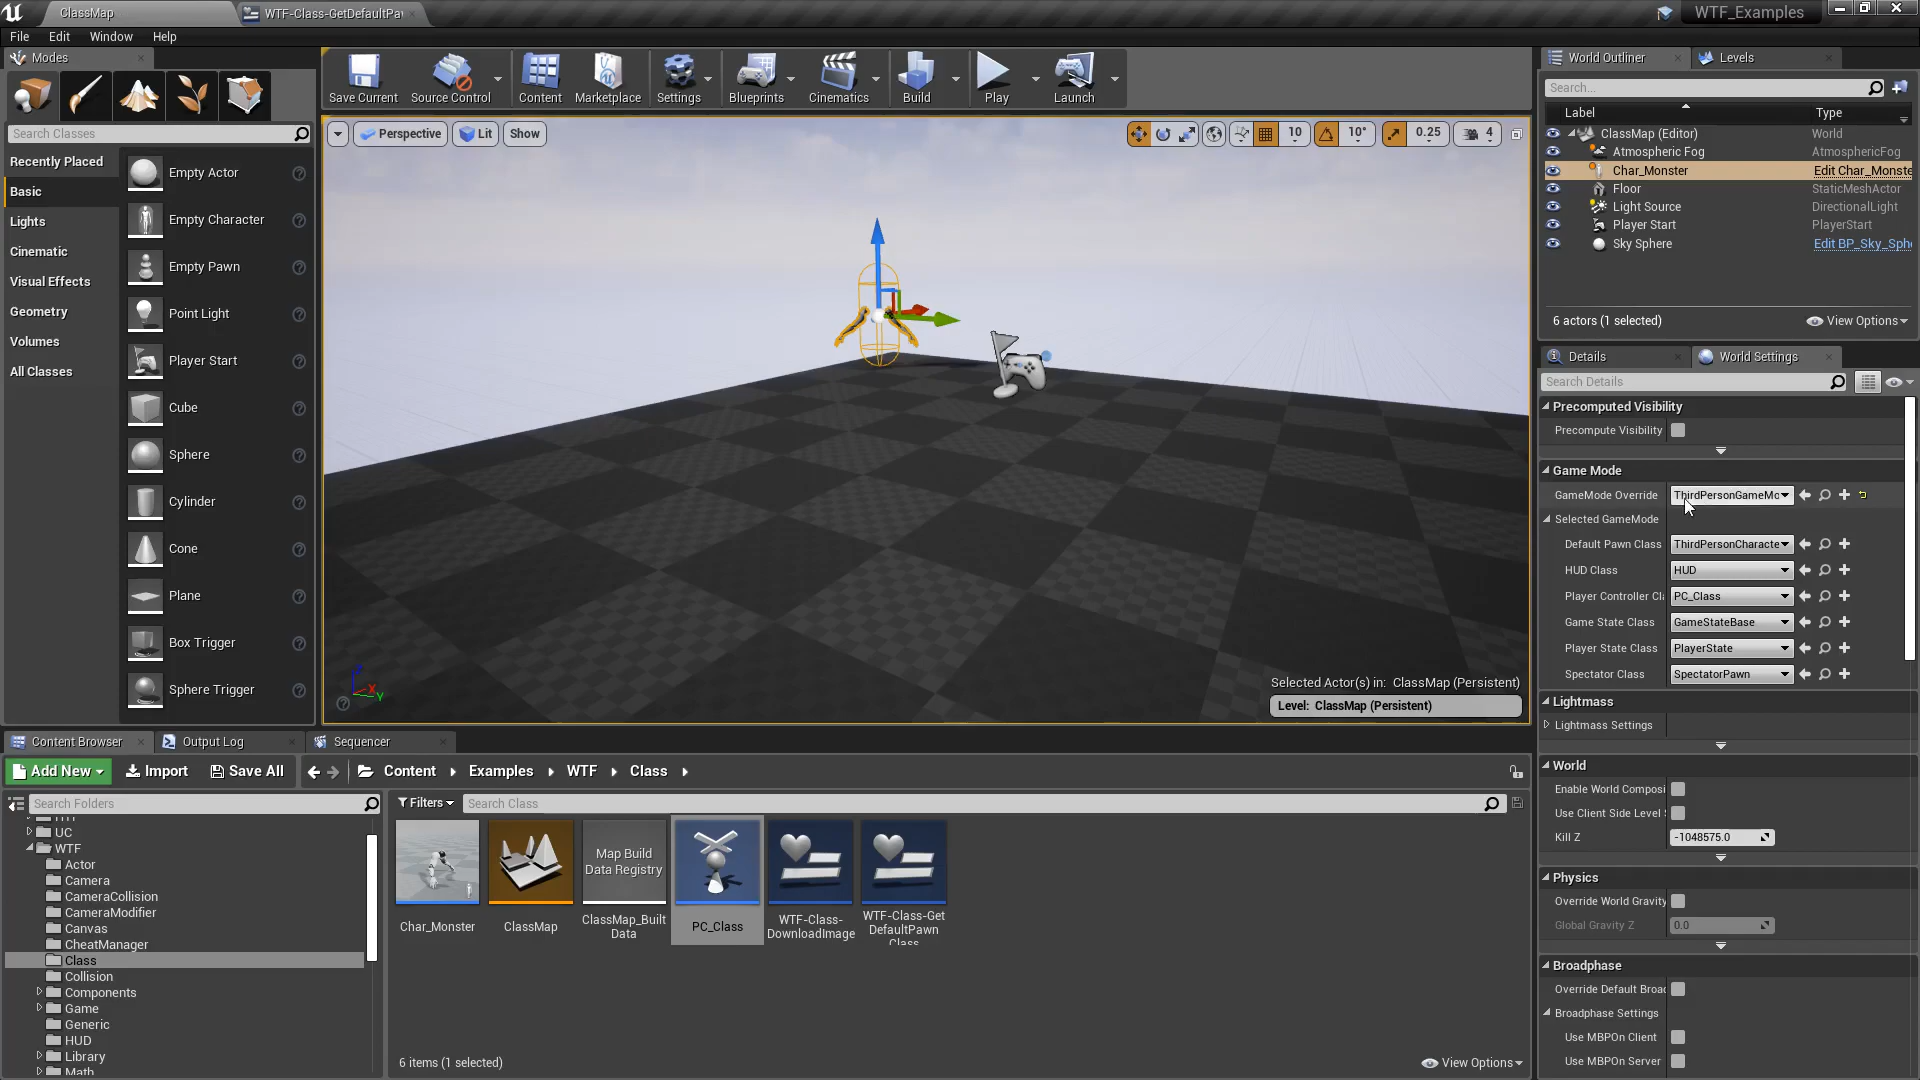 ClassMap
WTF-Class-GetDefaultPa
WTF_Examples
File Edit Window Help
Modes
Search Classes
Recently Placed
Basic
Lights
Cinematic
Visual Effects
Geometry
Volumes
All Classes
Empty Actor
Empty Character
Empty Pawn
Point Light
Player Start
Cube
Sphere
Cylinder
Cone
Plane
Box Trigger
Sphere Trigger
Save Current
Source Control
Content
Marketplace
Settings
Blueprints
Cinematics
Build
Play
Launch
Perspective
Lit
Show
10
10°
0.25
4
Z
X
Y
Selected Actor(s) in: ClassMap (Persistent)
Level: ClassMap (Persistent)
World Outliner
Levels
Search...
Label Type
ClassMap (Editor) World
Atmospheric Fog AtmosphericFog
Char_Monster Edit Char_Monste
Floor StaticMeshActor
Light Source DirectionalLight
Player Start PlayerStart
Sky Sphere Edit BP_Sky_Sph
6 actors (1 selected)
View Options
Details
World Settings
Search Details
Precomputed Visibility
Precompute Visibility
Game Mode
GameMode Override ThirdPersonGameMo
Selected GameMode
Default Pawn Class ThirdPersonCharacte
HUD Class HUD
Player Controller Cl PC_Class
Game State Class GameStateBase
Player State Class PlayerState
Spectator Class SpectatorPawn
Lightmass
Lightmass Settings
World
Enable World Composi
Use Client Side Level
Kill Z -1048575.0
Physics
Override World Gravity
Global Gravity Z 0.0
Broadphase
Override Default Broad
Broadphase Settings
Use MBPOn Client
Use MBPOn Server
Content Browser
Output Log
Sequencer
Add New
Import
Save All
Content Examples WTF Class
Search Folders
UC
WTF
Actor
Camera
CameraCollision
CameraModifier
Canvas
CheatManager
Class
Collision
Components
Game
Generic
HUD
Library
Math
Filters
Search Class
Map Build
Data Registry
Char_Monster
ClassMap
ClassMap_Built
Data
PC_Class
WTF-Class-
DownloadImage
WTF-Class-Get
DefaultPawn
Class
6 items (1 selected)
View Options